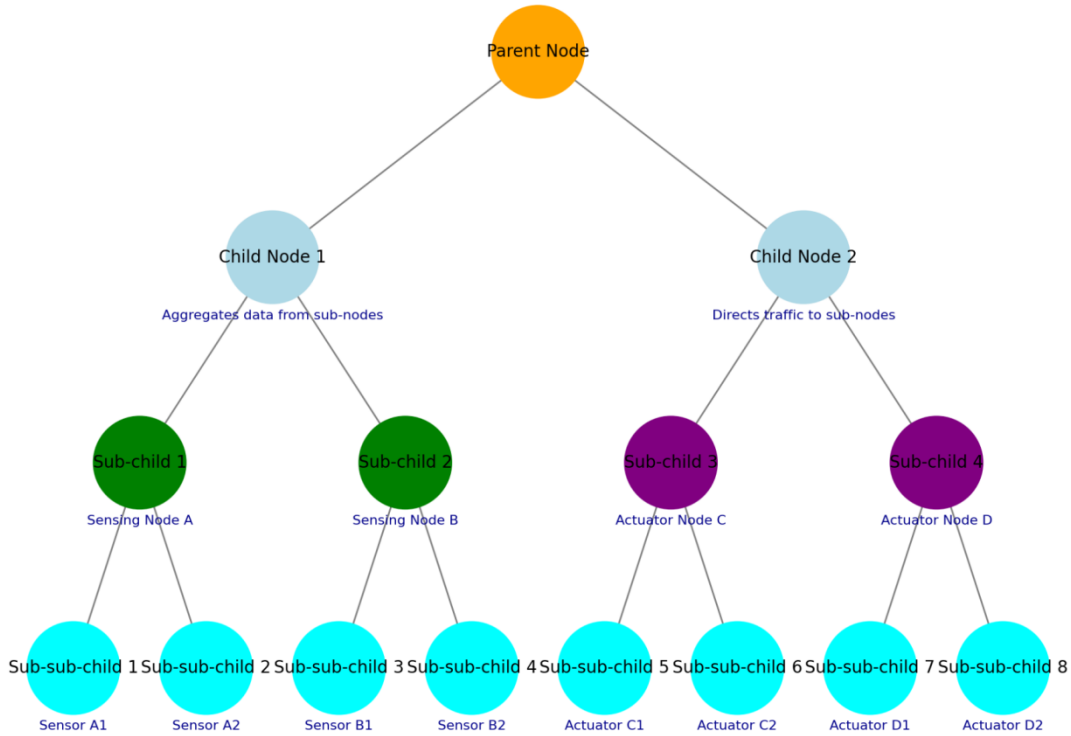 Parent Node
Child Node 1
Child Node 2
Aggregates data from sub-nodes
Directs traffic to sub-nodes
Sub-child 1
Sub-child 2
Sub-child 3
Sub-child 4
Sensing Node A
Sensing Node B
Actuator Node C
Actuator Node D
Sub-sub-child 1
Sub-sub-child 2
Sub-sub-child 3
Sub-sub-child 4
Sub-sub-child 5
Sub-sub-child 6
Sub-sub-child 7
Sub-sub-child 8
Sensor A1
Sensor A2
Sensor B1
Sensor B2
Actuator C1
Actuator C2
Actuator D1
Actuator D2